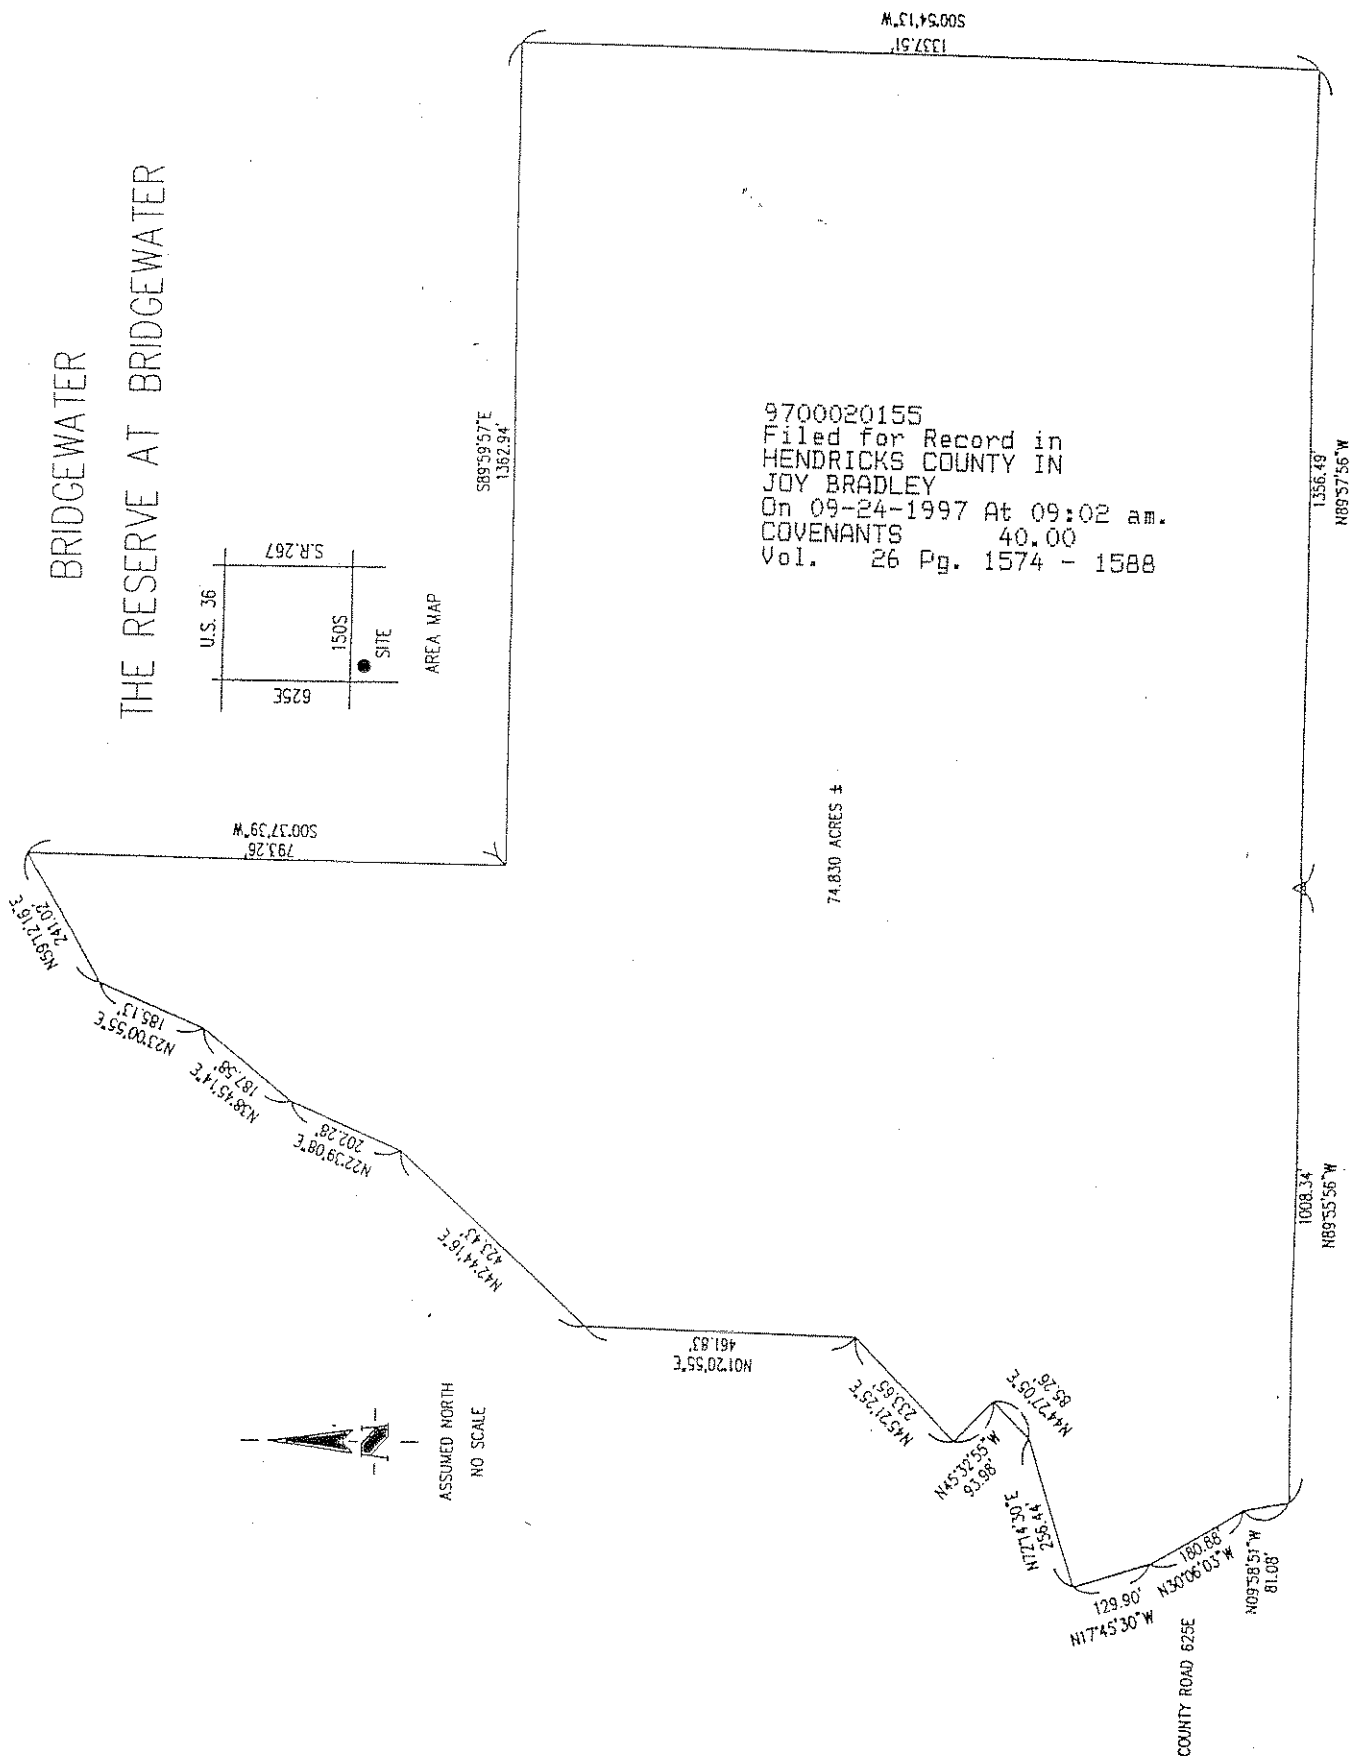 BRIDGEWATER
THE RESERVE AT BRIDGEWATER
U.S. 36
S.R.267
625E
150S
SITE
AREA MAP
ASSUMED NORTH
NO SCALE
9700020155
Filed for Record in
HENDRICKS COUNTY IN
JOY BRADLEY
On 09-24-1997 At 09:02 am.
COVENANTS 40.00
Vol. 26 Pg. 1574 - 1588
74.830 ACRES ±
N59°12'16"E
241.02'
793.26'
S00°37'39"W
S89°59'57"E
1362.94'
1337.51'
S00°54'13"W
1356.49'
N89°57'56"W
1008.34'
N89°55'56"W
N09°58'51"W
81.08'
180.88'
N30°06'03"W
129.90'
N17°45'30"W
COUNTY ROAD 625E
N72°14'30"E
256.44'
N44°27'05"E
85.26'
N45°32'55"W
93.98'
N45°21'25"E
233.65'
N01°20'55"E
461.83'
N42°44'16"E
423.43'
N22°39'08"E
202.28'
N38°45'14"E
187.58'
N23°00'55"E
185.13'